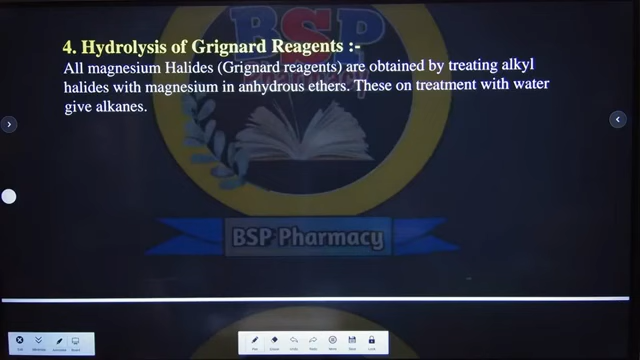 BSP
4. Hydrolysis of Grignard Reagents :-
All magnesium Halides (Grignard reagents) are obtained by treating alkyl
halides with magnesium in anhydrous ethers. These on treatment with water
give alkanes.
BSP Pharmacy